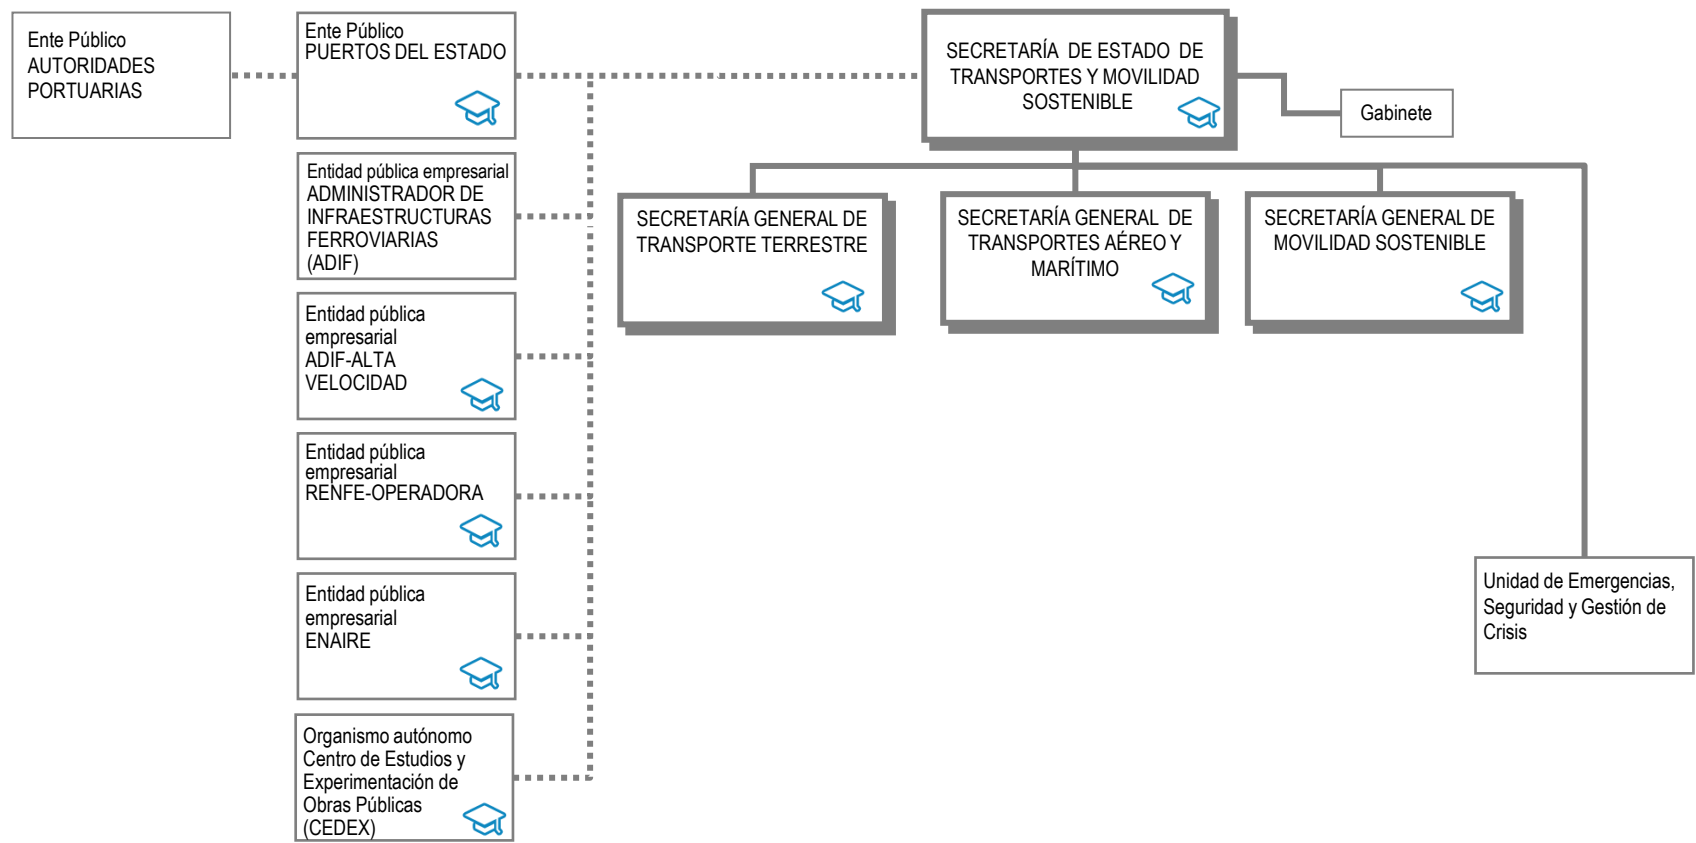 Ente Público
AUTORIDADES
PORTUARIAS
Ente Público
PUERTOS DEL ESTADO
SECRETARÍA DE ESTADO DE
TRANSPORTES Y MOVILIDAD
SOSTENIBLE
Gabinete
Entidad pública empresarial
ADMINISTRADOR DE
INFRAESTRUCTURAS
FERROVIARIAS
(ADIF)
SECRETARÍA GENERAL DE
TRANSPORTE TERRESTRE
SECRETARÍA GENERAL DE
TRANSPORTES AÉREO Y
MARÍTIMO
SECRETARÍA GENERAL DE
MOVILIDAD SOSTENIBLE
Entidad pública
empresarial
ADIF-ALTA
VELOCIDAD
Entidad pública
empresarial
RENFE-OPERADORA
Entidad pública
empresarial
ENAIRE
Unidad de Emergencias,
Seguridad y Gestión de
Crisis
Organismo autónomo
Centro de Estudios y
Experimentación de
Obras Públicas
(CEDEX)